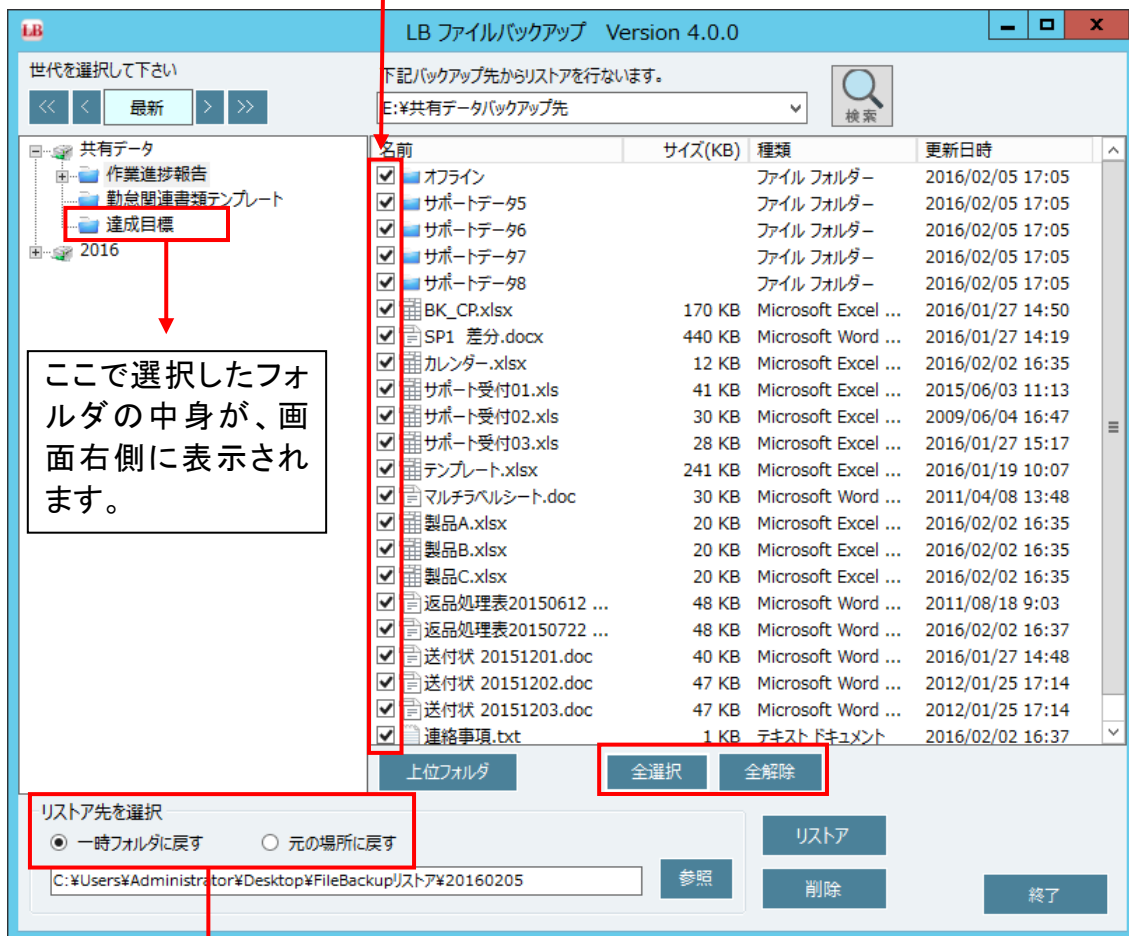 LB
LB ファイルバックアップ Version 4.0.0
世代を選択して下さい
<< < 最新 > >>
下記バックアップ先からリストアを行ないます。
E:¥共有データバックアップ先
検索
共有データ
作業進捗報告
勤怠関連書類テンプレート
達成目標
2016
ここで選択したフォ
ルダの中身が、画
面右側に表示され
ます。
名前 サイズ(KB) 種類 更新日時
オフライン ファイル フォルダー 2016/02/05 17:05
サポートデータ5 ファイル フォルダー 2016/02/05 17:05
サポートデータ6 ファイル フォルダー 2016/02/05 17:05
サポートデータ7 ファイル フォルダー 2016/02/05 17:05
サポートデータ8 ファイル フォルダー 2016/02/05 17:05
BK_CP.xlsx 170 KB Microsoft Excel ... 2016/01/27 14:50
SP1 差分.docx 440 KB Microsoft Word ... 2016/01/27 14:19
カレンダー.xlsx 12 KB Microsoft Excel ... 2016/02/02 16:35
サポート受付01.xls 41 KB Microsoft Excel ... 2015/06/03 11:13
サポート受付02.xls 30 KB Microsoft Excel ... 2009/06/04 16:47
サポート受付03.xls 28 KB Microsoft Excel ... 2016/01/27 15:17
テンプレート.xlsx 241 KB Microsoft Excel ... 2016/01/19 10:07
マルチラベルシート.doc 30 KB Microsoft Word ... 2011/04/08 13:48
製品A.xlsx 20 KB Microsoft Excel ... 2016/02/02 16:35
製品B.xlsx 20 KB Microsoft Excel ... 2016/02/02 16:35
製品C.xlsx 20 KB Microsoft Excel ... 2016/02/02 16:35
返品処理表20150612 ... 48 KB Microsoft Word ... 2011/08/18 9:03
返品処理表20150722 ... 48 KB Microsoft Word ... 2016/02/02 16:37
送付状 20151201.doc 40 KB Microsoft Word ... 2016/01/27 14:48
送付状 20151202.doc 47 KB Microsoft Word ... 2012/01/25 17:14
送付状 20151203.doc 47 KB Microsoft Word ... 2012/01/25 17:14
連絡事項.txt 1 KB テキスト ドキュメント 2016/02/02 16:37
上位フォルダ 全選択 全解除
リストア先を選択
一時フォルダに戻す 元の場所に戻す
C:¥Users¥Administrator¥Desktop¥FileBackupリストア¥20160205
参照
リストア
削除
終了